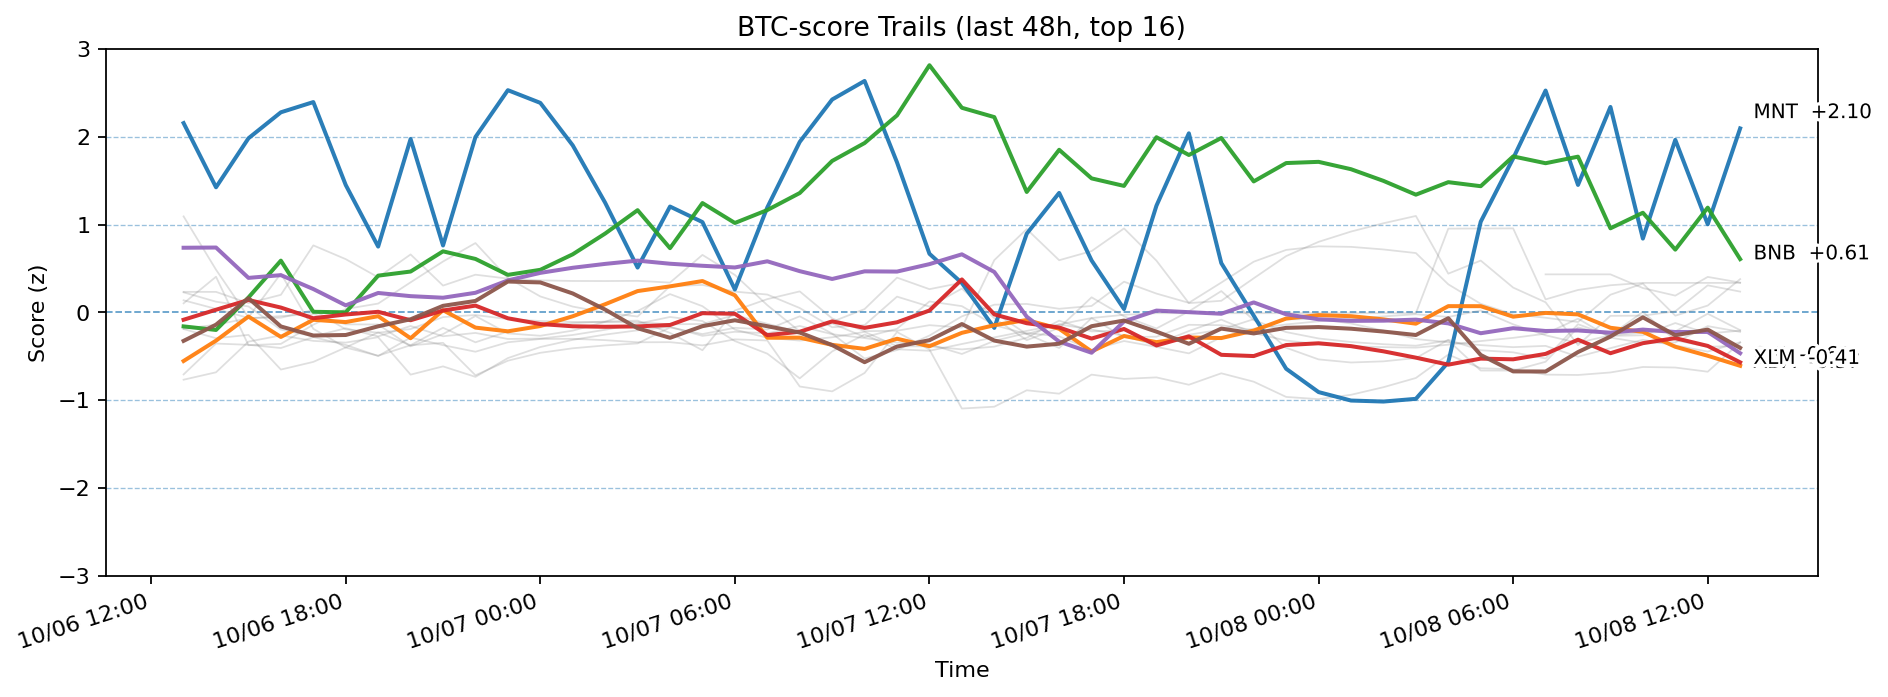 BTC-score Trails (last 48h, top 16)
Score (z)
3
2
1
0
−1
−2
−3
MNT +2.10
BNB +0.61
XLM -0.41
10/06 12:00
10/06 18:00
10/07 00:00
10/07 06:00
10/07 12:00
10/07 18:00
10/08 00:00
10/08 06:00
10/08 12:00
Time